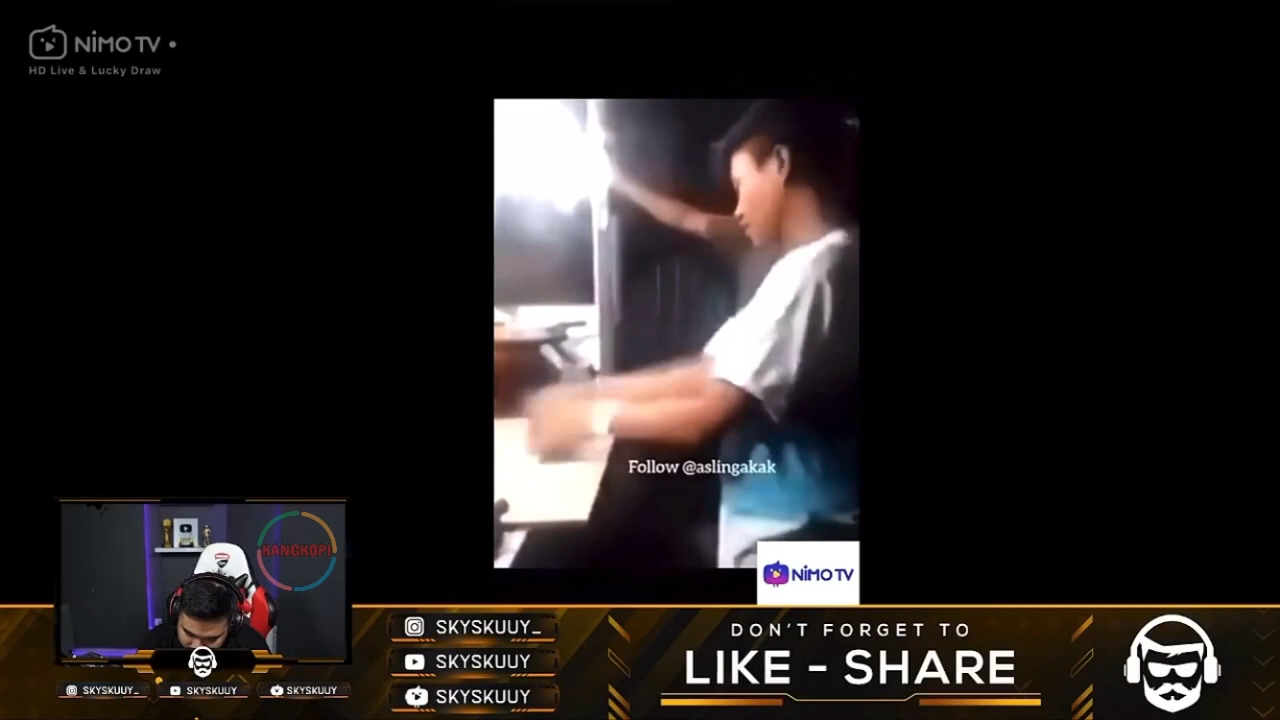 NIMO TV
HD Live & Lucky Draw
Follow @aslingakak
NIMO TV
KANGKOPI
SKYSKUUY_
SKYSKUUY
SKYSKUUY
SKYSKUUY_
SKYSKUUY
SKYSKUUY
DON'T FORGET TO
LIKE - SHARE